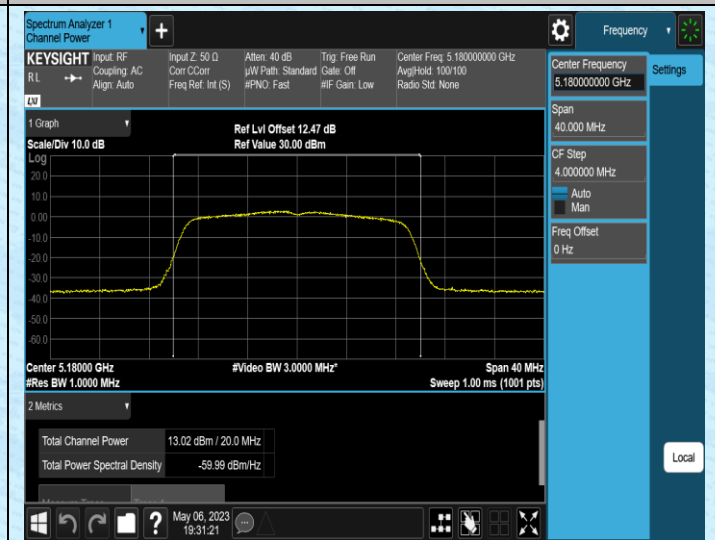 Spectrum Analyzer 1
Channel Power
Frequency
KEYSIGHT
R L
LXI
Input: RF
Coupling: AC
Align: Auto
Input Z: 50 Ω
Corr CCorr
Freq Ref: Int (S)
Atten: 40 dB
µW Path: Standard
#PNO: Fast
Trig: Free Run
Gate: Off
#IF Gain: Low
Center Freq: 5.180000000 GHz
Avg|Hold: 100/100
Radio Std: None
Center Frequency
5.180000000 GHz
Settings
Span
40.000 MHz
CF Step
4.000000 MHz
Auto
Man
Freq Offset
0 Hz
Local
1 Graph
Scale/Div 10.0 dB
Ref Lvl Offset 12.47 dB
Ref Value 30.00 dBm
Log
20.0
10.0
0.00
-10.0
-20.0
-30.0
-40.0
-50.0
-60.0
Center 5.18000 GHz
#Res BW 1.0000 MHz
#Video BW 3.0000 MHz*
Span 40 MHz
Sweep 1.00 ms (1001 pts)
2 Metrics
Total Channel Power 13.02 dBm / 20.0 MHz
Total Power Spectral Density -59.99 dBm/Hz
?
May 06, 2023
19:31:21